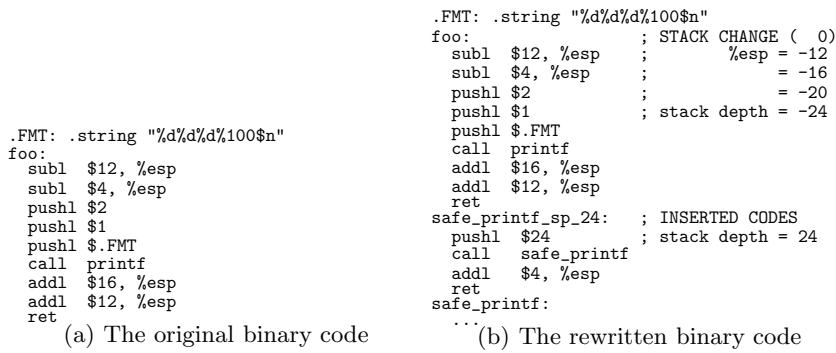 .FMT: .string "%d%d%d%100$n"
foo:
subl $12, %esp
subl $4, %esp
pushl $2
pushl $1
pushl $.FMT
call printf
addl $16, %esp
addl $12, %esp
ret
(a) The original binary code
.FMT: .string "%d%d%d%100$n"
foo: ; STACK CHANGE ( 0)
subl $12, %esp ; %esp = -12
subl $4, %esp ; = -16
pushl $2 ; = -20
pushl $1 ; stack depth = -24
pushl $.FMT
call printf
addl $16, %esp
addl $12, %esp
ret
safe_printf_sp_24: ; INSERTED CODES
pushl $24 ; stack depth = 24
call safe_printf
addl $4, %esp
ret
safe_printf:
...
(b) The rewritten binary code